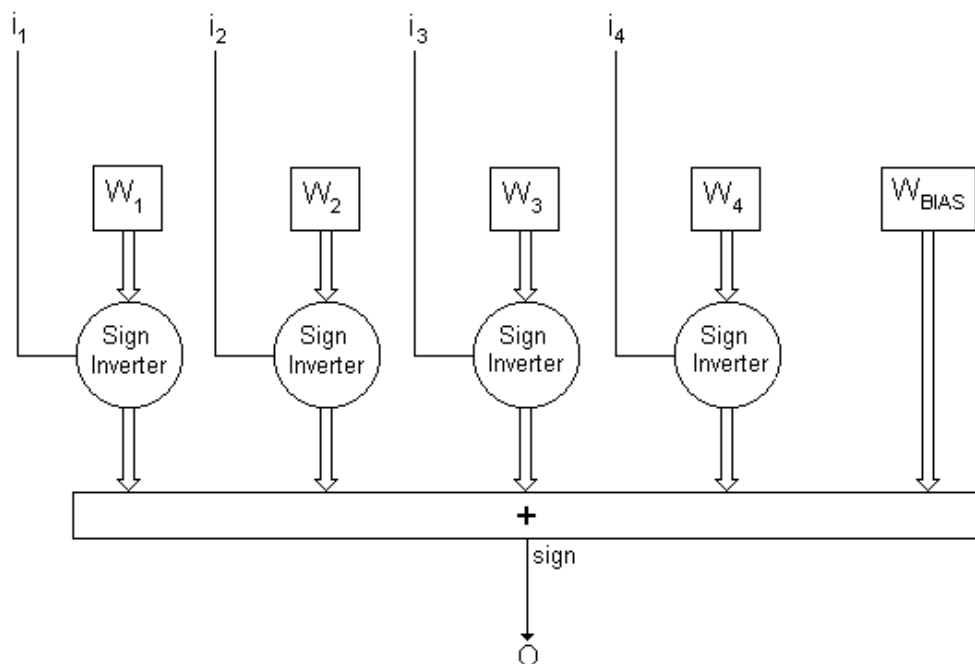 i1 i2 i3 i4
W1 W2 W3 W4 WBIAS
Sign Inverter
Sign Inverter
Sign Inverter
Sign Inverter
+
sign
O